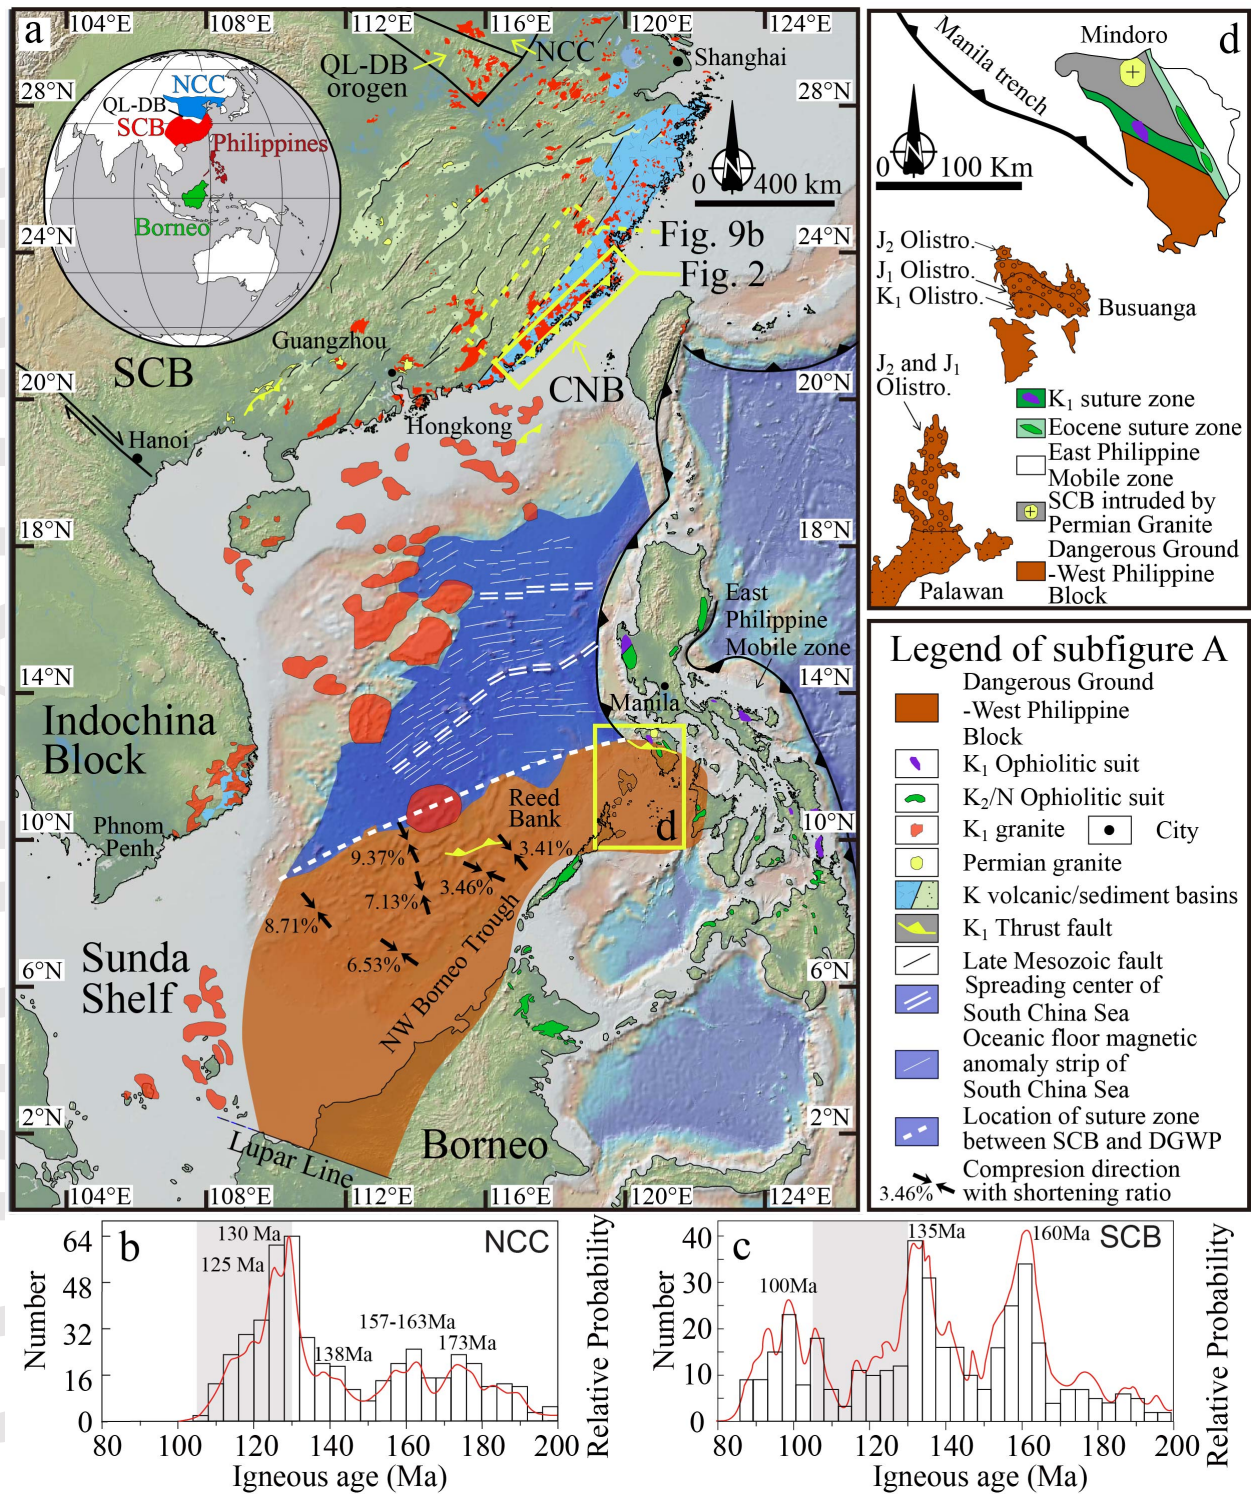 a
104°E
108°E
112°E
116°E
120°E
124°E
28°N
24°N
20°N
18°N
14°N
10°N
6°N
2°N
28°N
24°N
20°N
18°N
14°N
10°N
6°N
2°N
104°E
108°E
112°E
116°E
120°E
124°E
NCC
QL-DB
SCB
Philippines
Borneo
QL-DB
orogen
NCC
Shanghai
0
400 km
Fig. 9b
Fig. 2
Guangzhou
SCB
CNB
Hongkong
Hanoi
East
Philippine
Mobile zone
Manila
Indochina
Block
Phnom
Penh
Reed
Bank
d
9.37%
3.41%
3.46%
7.13%
8.71%
6.53%
NW Borneo Trough
Sunda
Shelf
Borneo
Lupar Line
d
Mindoro
Manila trench
0
100 Km
J2 Olistro.
J1 Olistro.
K1 Olistro.
Busuanga
J2 and J1
Olistro.
K1 suture zone
Eocene suture zone
East Philippine
Mobile zone
SCB intruded by
Permian Granite
Dangerous Ground
-West Philippine
Block
Palawan
Legend of subfigure A
Dangerous Ground
-West Philippine
Block
K1 Ophiolitic suit
K2/N Ophiolitic suit
K1 granite
City
Permian granite
K volcanic/sediment basins
K1 Thrust fault
Late Mesozoic fault
Spreading center of
South China Sea
Oceanic floor magnetic
anomaly strip of
South China Sea
Location of suture zone
between SCB and DGWP
3.46%
Compresion direction
with shortening ratio
b
NCC
130 Ma
125 Ma
157-163Ma
138Ma
173Ma
64
48
32
16
0
Number
Relative Probability
80
100
120
140
160
180
200
Igneous age (Ma)
c
SCB
135Ma
160Ma
100Ma
40
30
20
10
0
Number
Relative Probability
80
100
120
140
160
180
200
Igneous age (Ma)